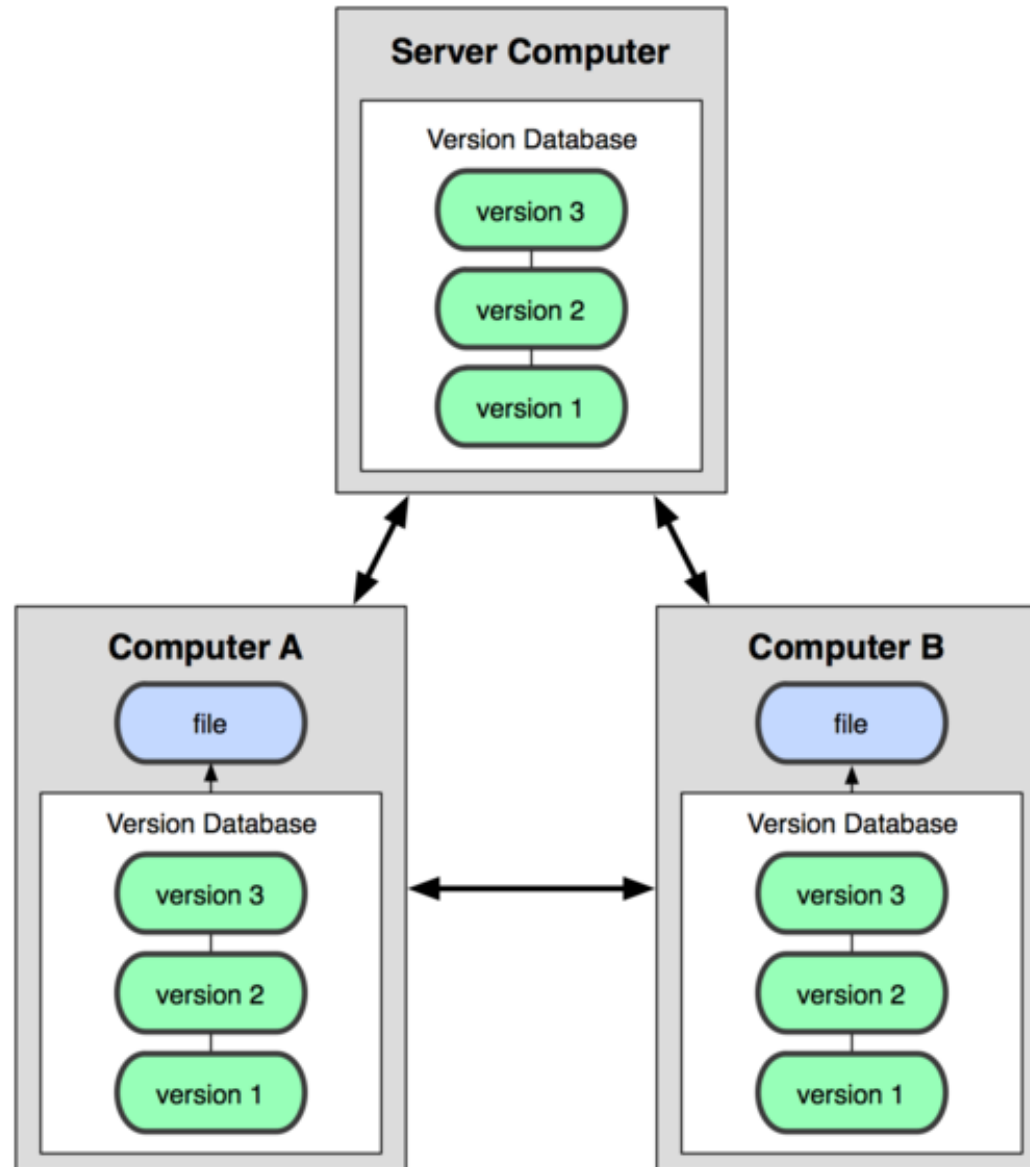 Server Computer
Version Database
version 3
version 2
version 1
Computer A
file
Version Database
version 3
version 2
version 1
Computer B
file
Version Database
version 3
version 2
version 1